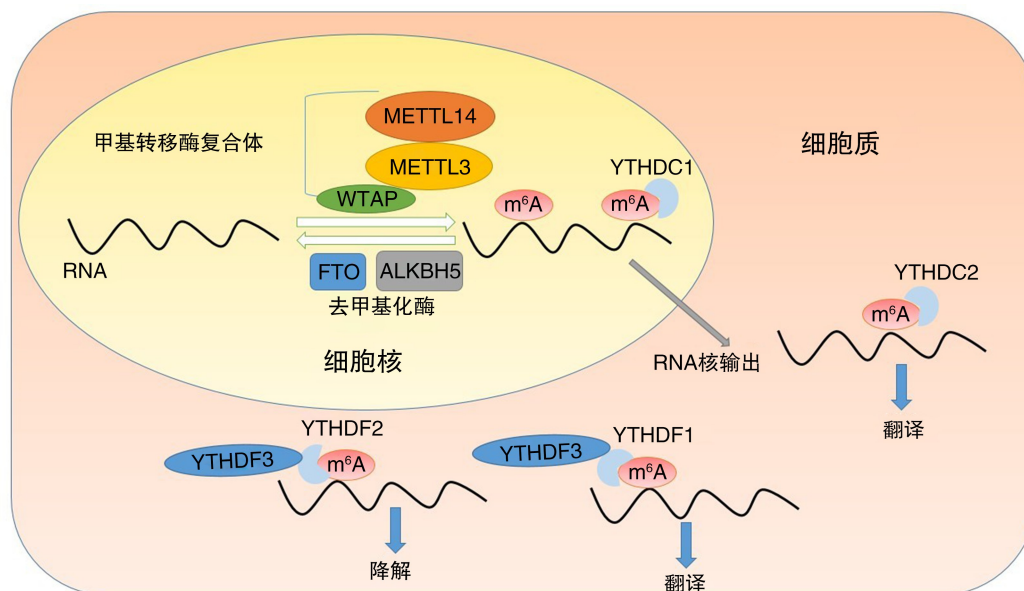 METTL14
甲基转移酶复合体
细胞质
METTL3
YTHDC1
WTAP
m⁶A
m⁶A
RNA
FTO
ALKBH5
YTHDC2
去甲基化酶
m⁶A
细胞核
RNA核输出
翻译
YTHDF2
YTHDF1
YTHDF3
m⁶A
YTHDF3
m⁶A
降解
翻译